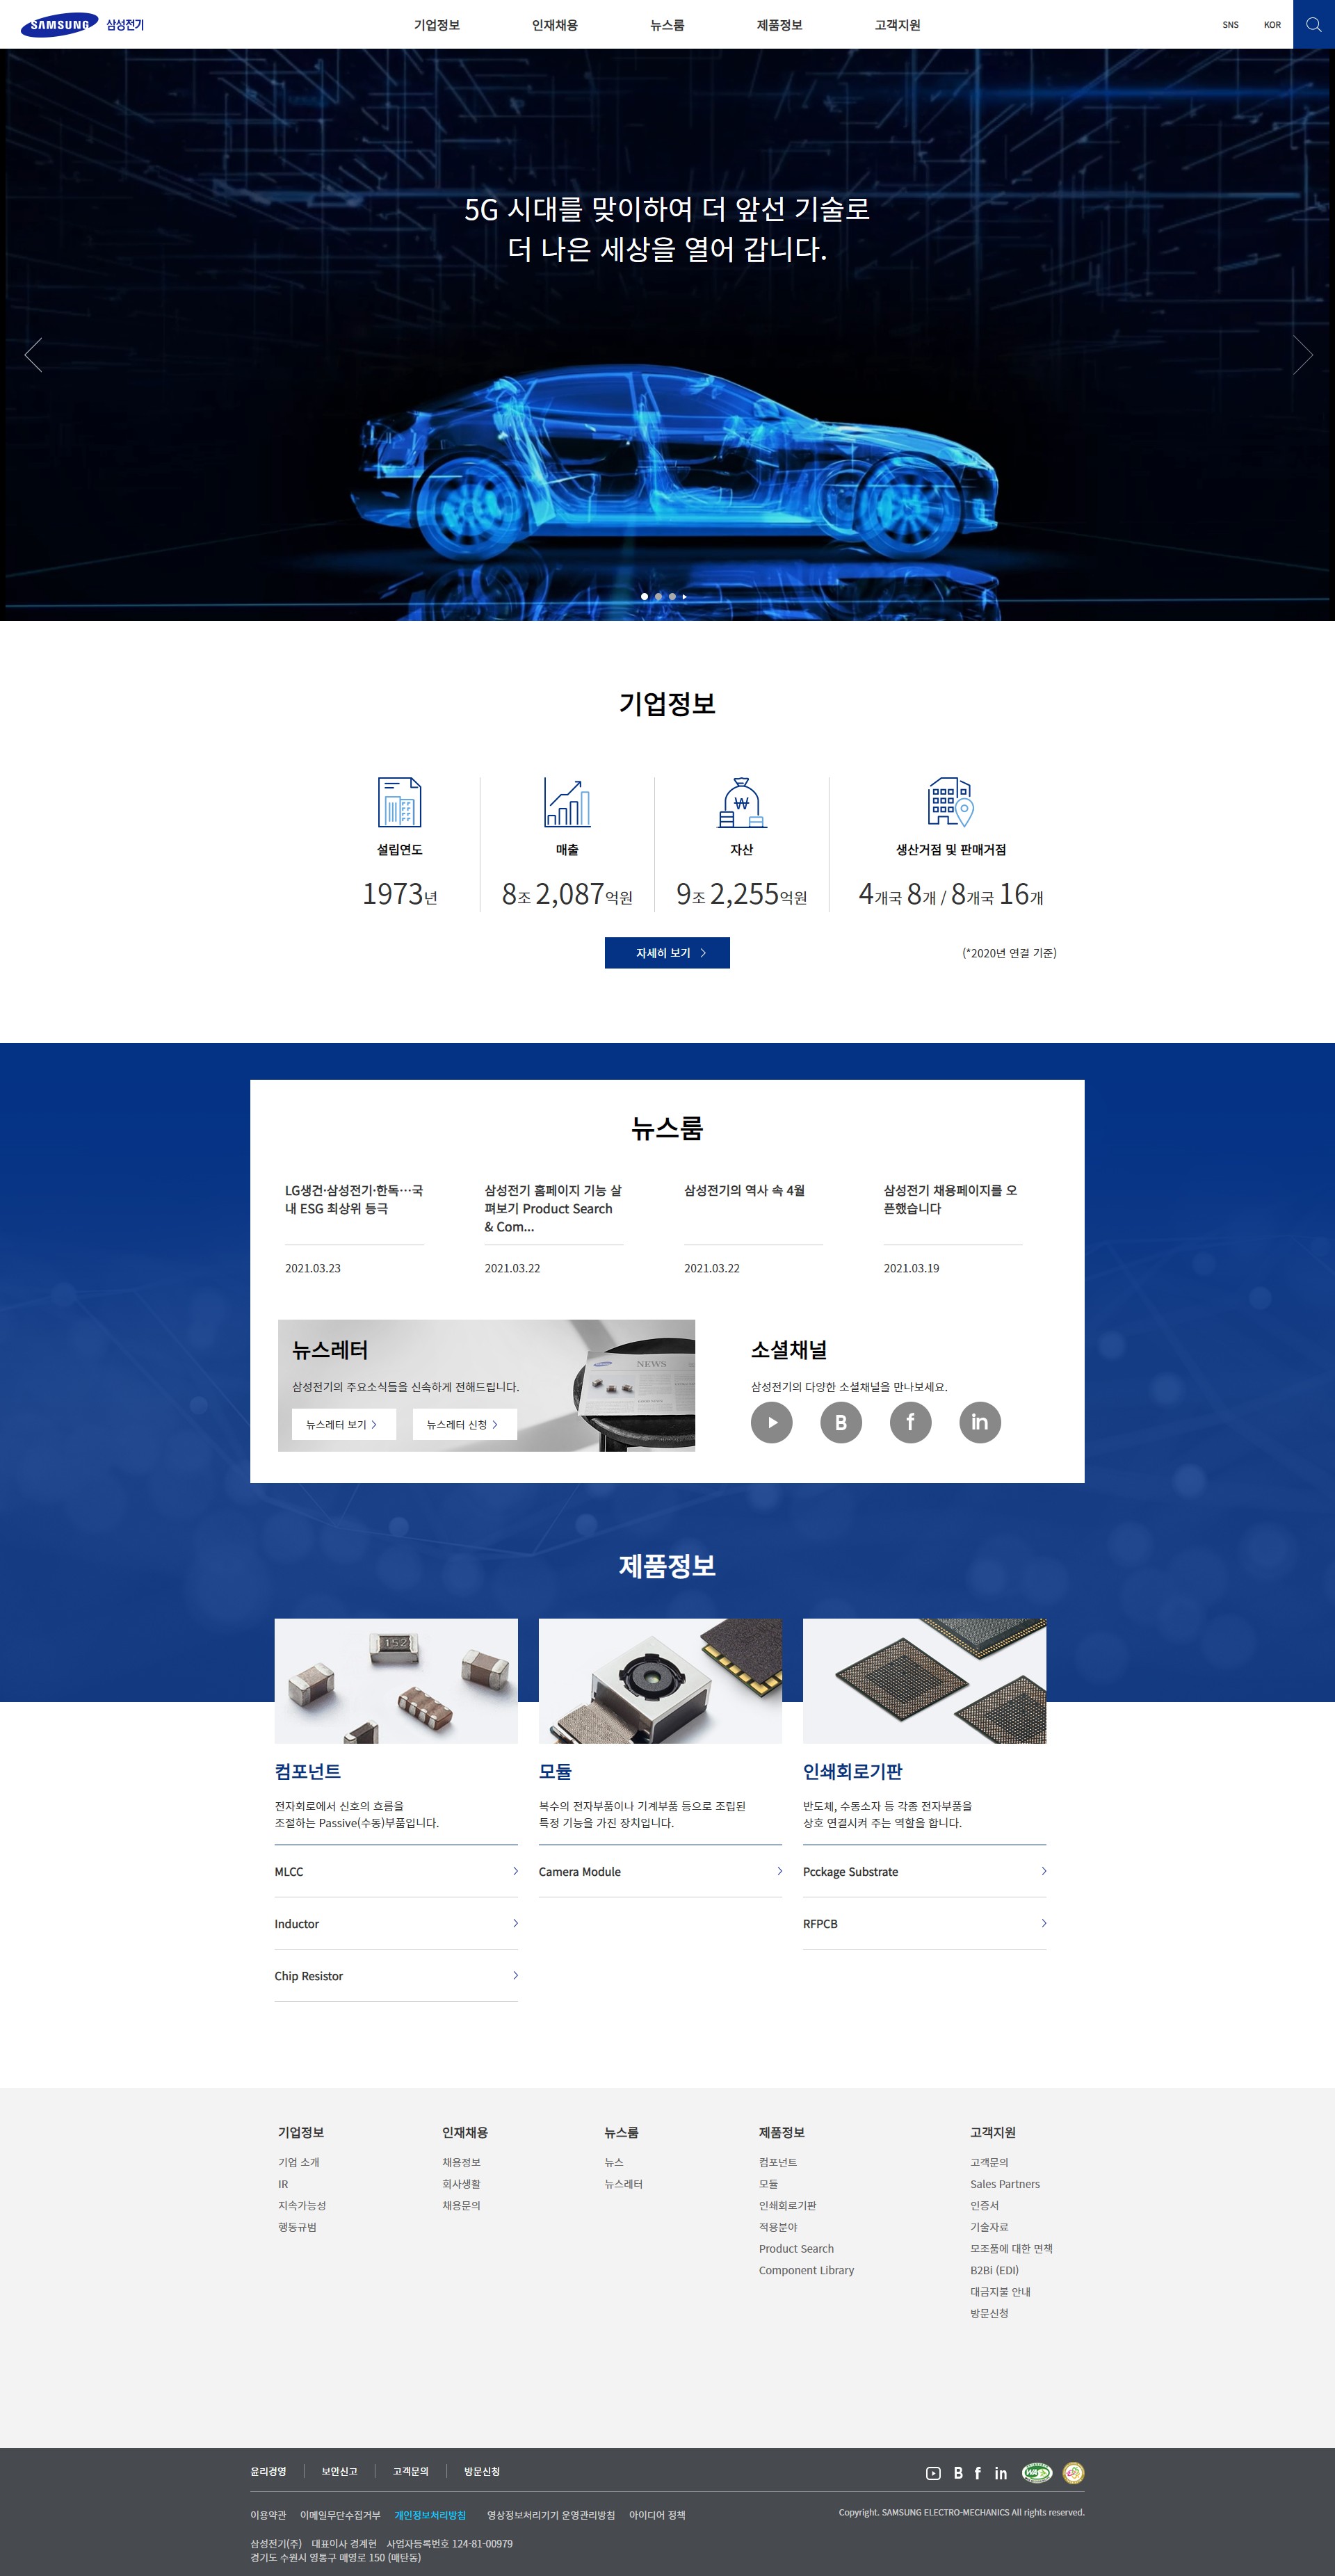 SAMSUNG 삼성전기
기업정보 인재채용 뉴스룸 제품정보 고객지원
SNS KOR
5G 시대를 맞이하여 더 앞선 기술로
더 나은 세상을 열어 갑니다.
기업정보
설립연도
1973년
매출
8조 2,087억원
자산
9조 2,255억원
생산거점 및 판매거점
4개국 8개 / 8개국 16개
자세히 보기
(*2020년 연결 기준)
뉴스룸
LG생건·삼성전기·한독…국
내 ESG 최상위 등극
2021.03.23
삼성전기 홈페이지 기능 살
펴보기 Product Search
& Com...
2021.03.22
삼성전기의 역사 속 4월
2021.03.22
삼성전기 채용페이지를 오
픈했습니다
2021.03.19
뉴스레터
삼성전기의 주요소식들을 신속하게 전해드립니다.
뉴스레터 보기
뉴스레터 신청
NEWS
소셜채널
삼성전기의 다양한 소셜채널을 만나보세요.
B f in
제품정보
152
컴포넌트
전자회로에서 신호의 흐름을
조절하는 Passive(수동)부품입니다.
MLCC
Inductor
Chip Resistor
모듈
복수의 전자부품이나 기계부품 등으로 조립된
특정 기능을 가진 장치입니다.
Camera Module
인쇄회로기판
반도체, 수동소자 등 각종 전자부품을
상호 연결시켜 주는 역할을 합니다.
Pcckage Substrate
RFPCB
기업정보
기업 소개
IR
지속가능성
행동규범
인재채용
채용정보
회사생활
채용문의
뉴스룸
뉴스
뉴스레터
제품정보
컴포넌트
모듈
인쇄회로기판
적용분야
Product Search
Component Library
고객지원
고객문의
Sales Partners
인증서
기술자료
모조품에 대한 면책
B2Bi (EDI)
대금지불 안내
방문신청
윤리경영 보안신고 고객문의 방문신청
B f in WA
이용약관 이메일무단수집거부 개인정보처리방침 영상정보처리기기 운영관리방침 아이디어 정책
Copyright. SAMSUNG ELECTRO-MECHANICS All rights reserved.
삼성전기(주) 대표이사 경계현 사업자등록번호 124-81-00979
경기도 수원시 영통구 매영로 150 (매탄동)